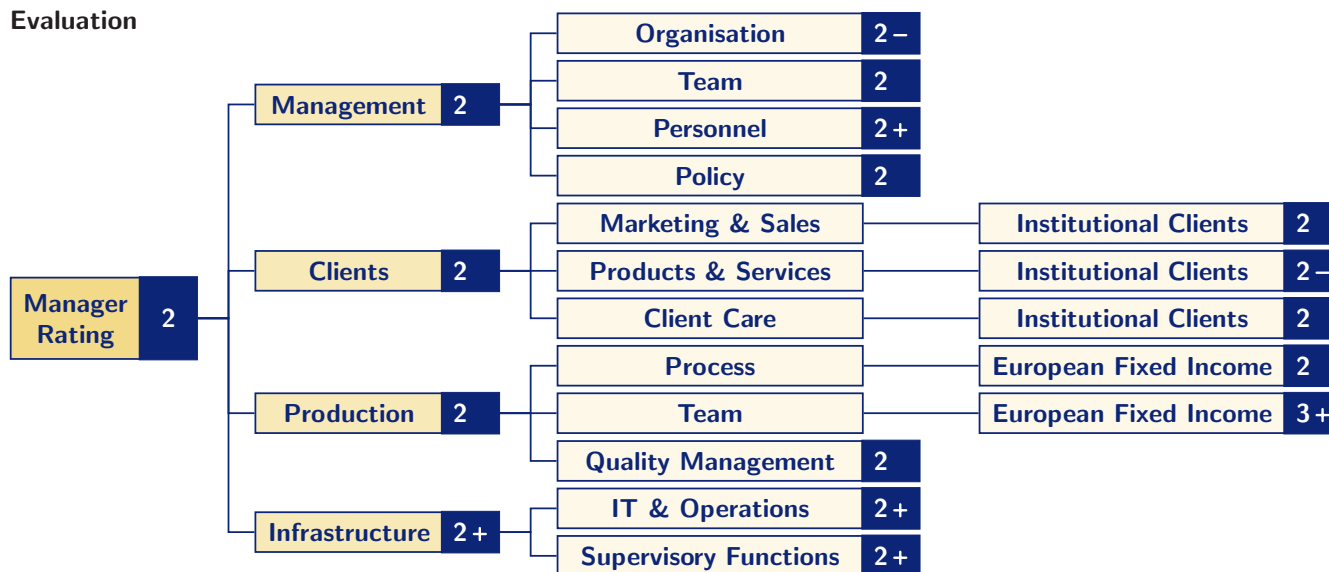 Evaluation
Organisation 2 –
Team 2
Management 2
Personnel 2 +
Policy 2
Marketing & Sales Institutional Clients 2
Clients 2 Products & Services Institutional Clients 2 –
Manager
Rating
2
Client Care Institutional Clients 2
Process European Fixed Income 2
Production 2 Team European Fixed Income 3 +
Quality Management 2
IT & Operations 2 +
Infrastructure 2 +
Supervisory Functions 2 +